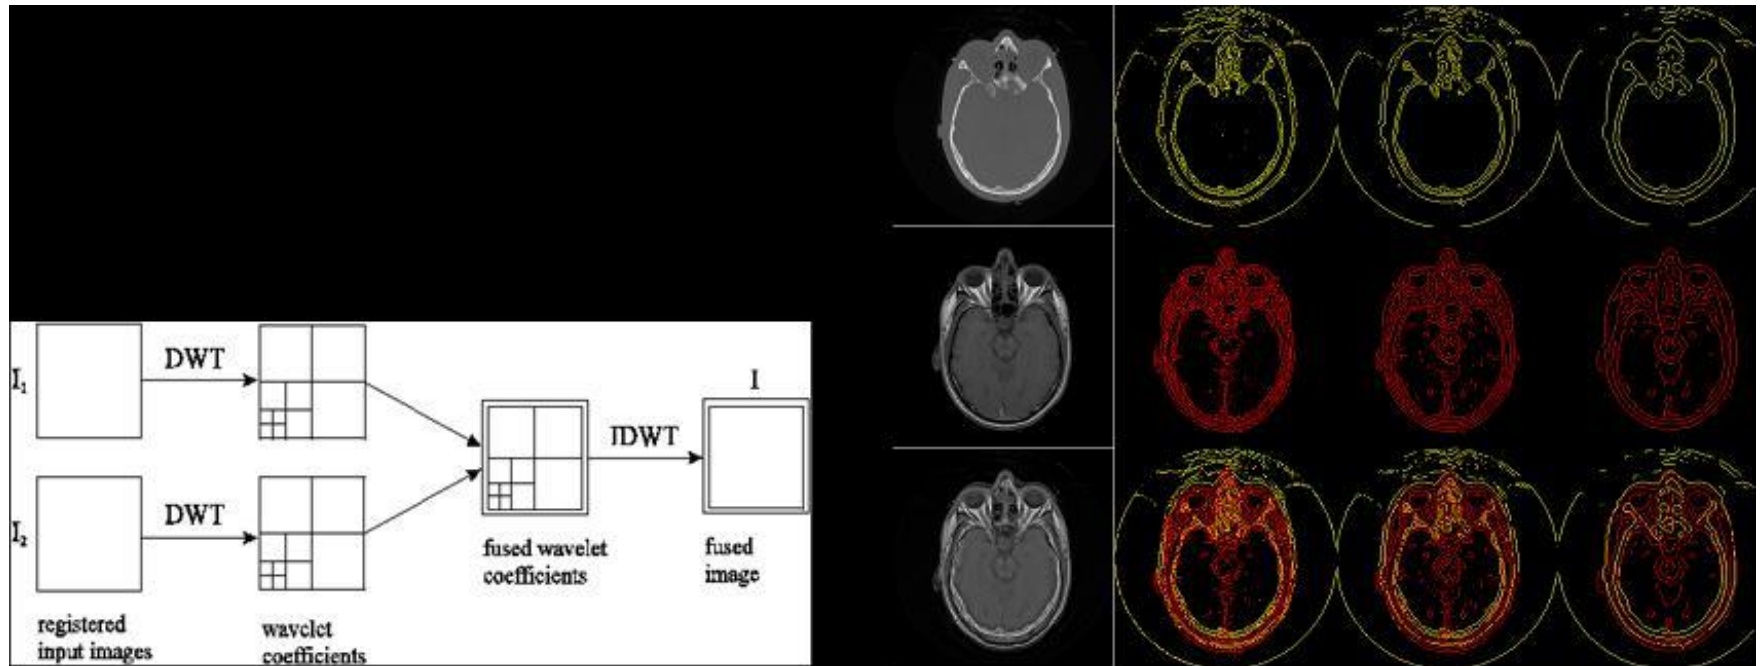 I₁
DWT
I₂
DWT
IDWT
I
registered
input images
wavelet
coefficients
fused wavelet
coefficients
fused
image